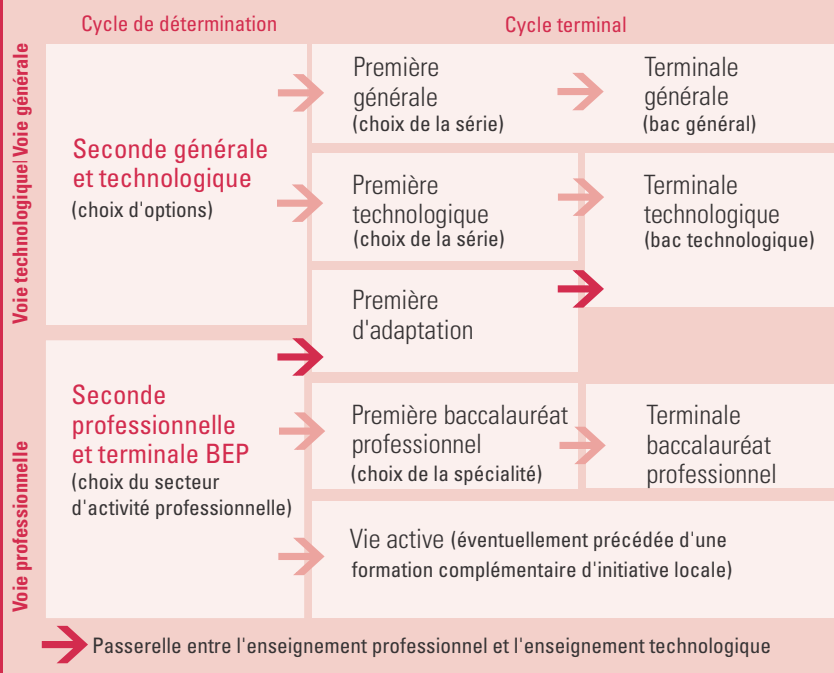 Cycle de détermination
Cycle terminal
Voie technologique| Voie générale
Seconde générale
et technologique
(choix d'options)
Première
générale
(choix de la série)
Terminale
générale
(bac général)
Première
technologique
(choix de la série)
Terminale
technologique
(bac technologique)
Première
d'adaptation
Voie professionnelle
Seconde
professionnelle
et terminale BEP
(choix du secteur
d'activité professionnelle)
Première baccalauréat
professionnel
(choix de la spécialité)
Terminale
baccalauréat
professionnel
Vie active (éventuellement précédée d'une
formation complémentaire d'initiative locale)
Passerelle entre l'enseignement professionnel et l'enseignement technologique